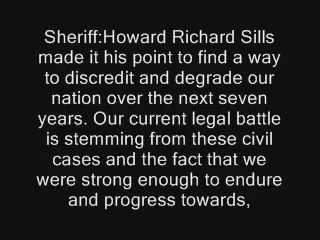 Sheriff:Howard Richard Sills
made it his point to find a way
to discredit and degrade our
nation over the next seven
years. Our current legal battle
is stemming from these civil
cases and the fact that we
were strong enough to endure
and progress towards,